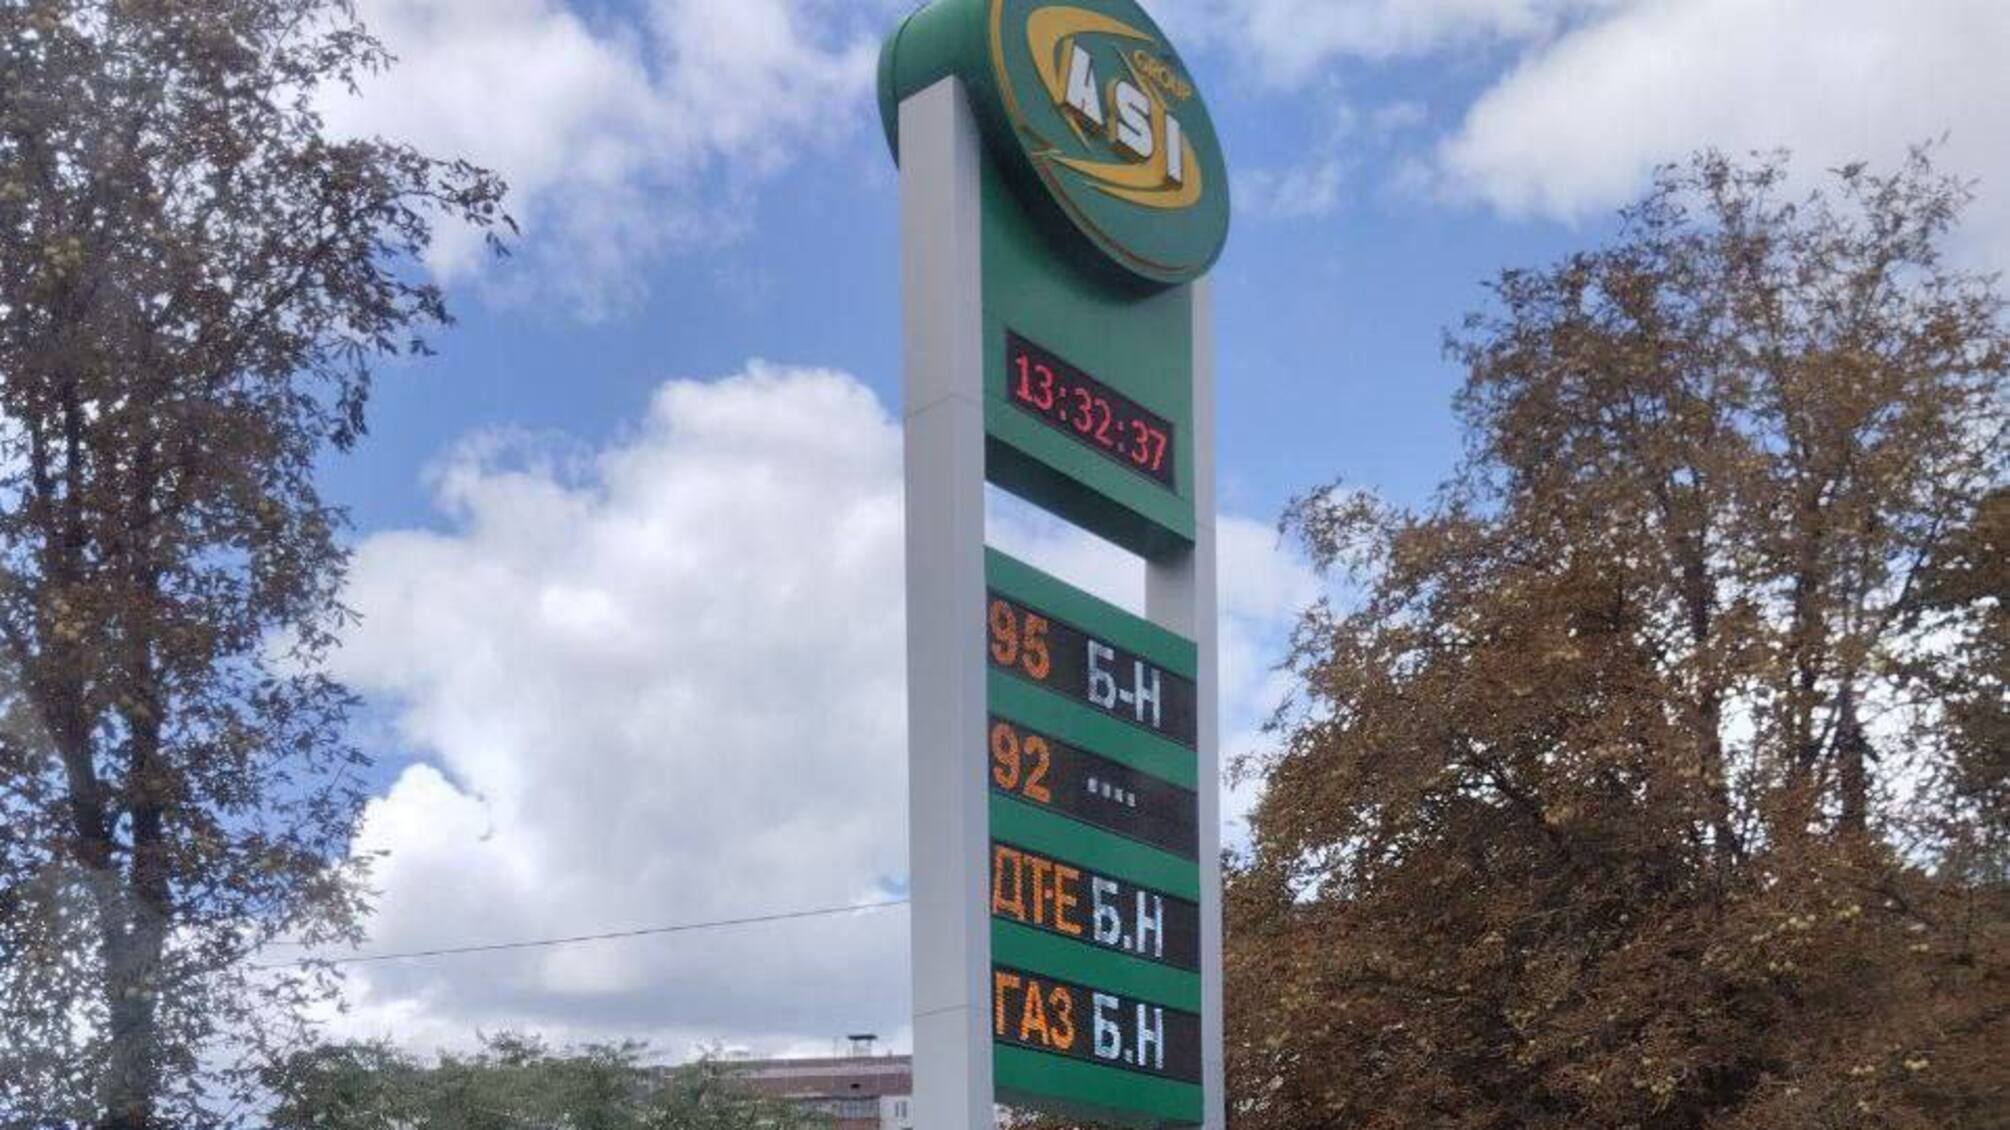 GROUP
ASI
13:32:37
95 Б-Н
92 ....
ДТ-Е Б.Н
ГАЗ Б.Н